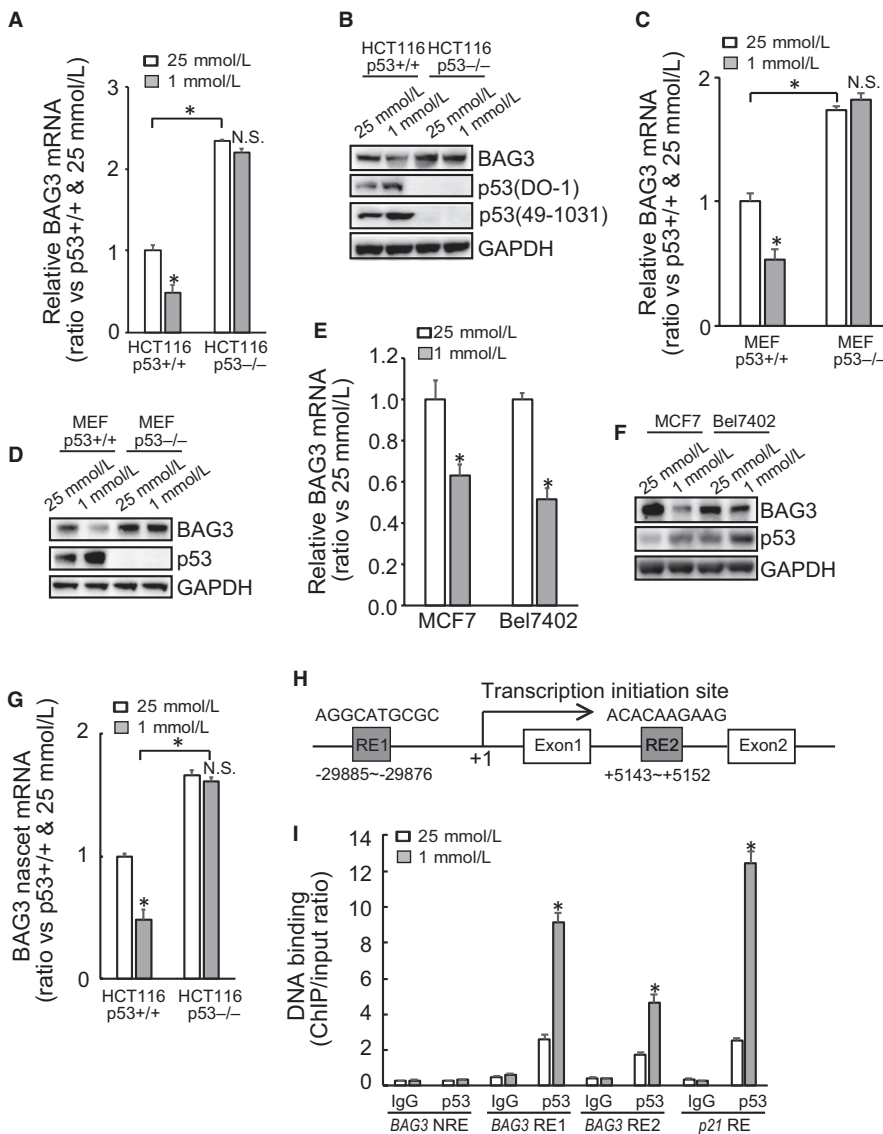 A
25 mmol/L
1 mmol/L
Relative BAG3 mRNA
(ratio vs p53+/+ & 25 mmol/L)
3
2
1
0
*
*
N.S.
HCT116
p53+/+
HCT116
p53–/–
B
HCT116 HCT116
p53+/+ p53–/–
25 mmol/L
1 mmol/L
25 mmol/L
1 mmol/L
BAG3
p53(DO-1)
p53(49-1031)
GAPDH
C
25 mmol/L
1 mmol/L
Relative BAG3 mRNA
(ratio vs p53+/+ & 25 mmol/L)
2
1
0
*
*
N.S.
MEF
p53+/+
MEF
p53–/–
D
MEF MEF
p53+/+ p53–/–
25 mmol/L
1 mmol/L
25 mmol/L
1 mmol/L
BAG3
p53
GAPDH
E
25 mmol/L
1 mmol/L
Relative BAG3 mRNA
(ratio vs 25 mmol/L)
1.2
1.0
0.8
0.6
0.4
0.2
0.0
*
*
MCF7 Bel7402
F
MCF7 Bel7402
25 mmol/L
1 mmol/L
25 mmol/L
1 mmol/L
BAG3
p53
GAPDH
G
25 mmol/L
1 mmol/L
BAG3 nascet mRNA
(ratio vs p53+/+ & 25 mmol/L)
2
1
0
*
*
N.S.
HCT116
p53+/+
HCT116
p53–/–
H
Transcription initiation site
AGGCATGCGC ACACAAGAAG
RE1 +1 Exon1 RE2 Exon2
-29885~-29876 +5143~+5152
I
25 mmol/L
1 mmol/L
DNA binding
(ChIP/input ratio)
14
12
10
8
6
4
2
0
*
*
*
IgG p53 IgG p53 IgG p53 IgG p53
BAG3 NRE BAG3 RE1 BAG3 RE2 p21 RE